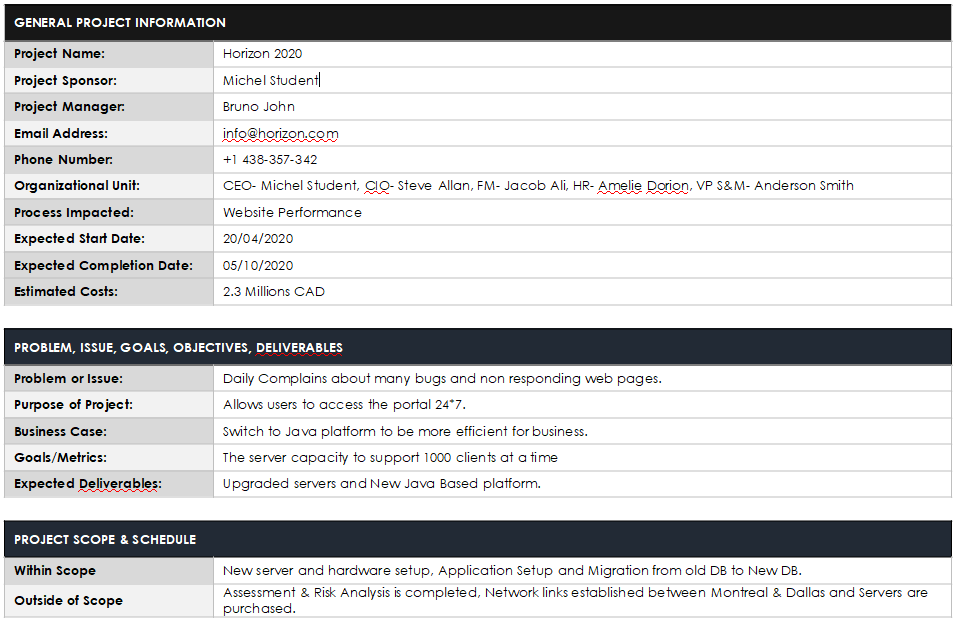 GENERAL PROJECT INFORMATION
Project Name: Horizon 2020
Project Sponsor: Michel Student
Project Manager: Bruno John
Email Address: info@horizon.com
Phone Number: +1 438-357-342
Organizational Unit: CEO- Michel Student, CIO- Steve Allan, FM- Jacob Ali, HR- Amelie Dorion, VP S&M- Anderson Smith
Process Impacted: Website Performance
Expected Start Date: 20/04/2020
Expected Completion Date: 05/10/2020
Estimated Costs: 2.3 Millions CAD
PROBLEM, ISSUE, GOALS, OBJECTIVES, DELIVERABLES
Problem or Issue: Daily Complains about many bugs and non responding web pages.
Purpose of Project: Allows users to access the portal 24*7.
Business Case: Switch to Java platform to be more efficient for business.
Goals/Metrics: The server capacity to support 1000 clients at a time
Expected Deliverables: Upgraded servers and New Java Based platform.
PROJECT SCOPE & SCHEDULE
Within Scope New server and hardware setup, Application Setup and Migration from old DB to New DB.
Outside of Scope Assessment & Risk Analysis is completed, Network links established between Montreal & Dallas and Servers are
purchased.